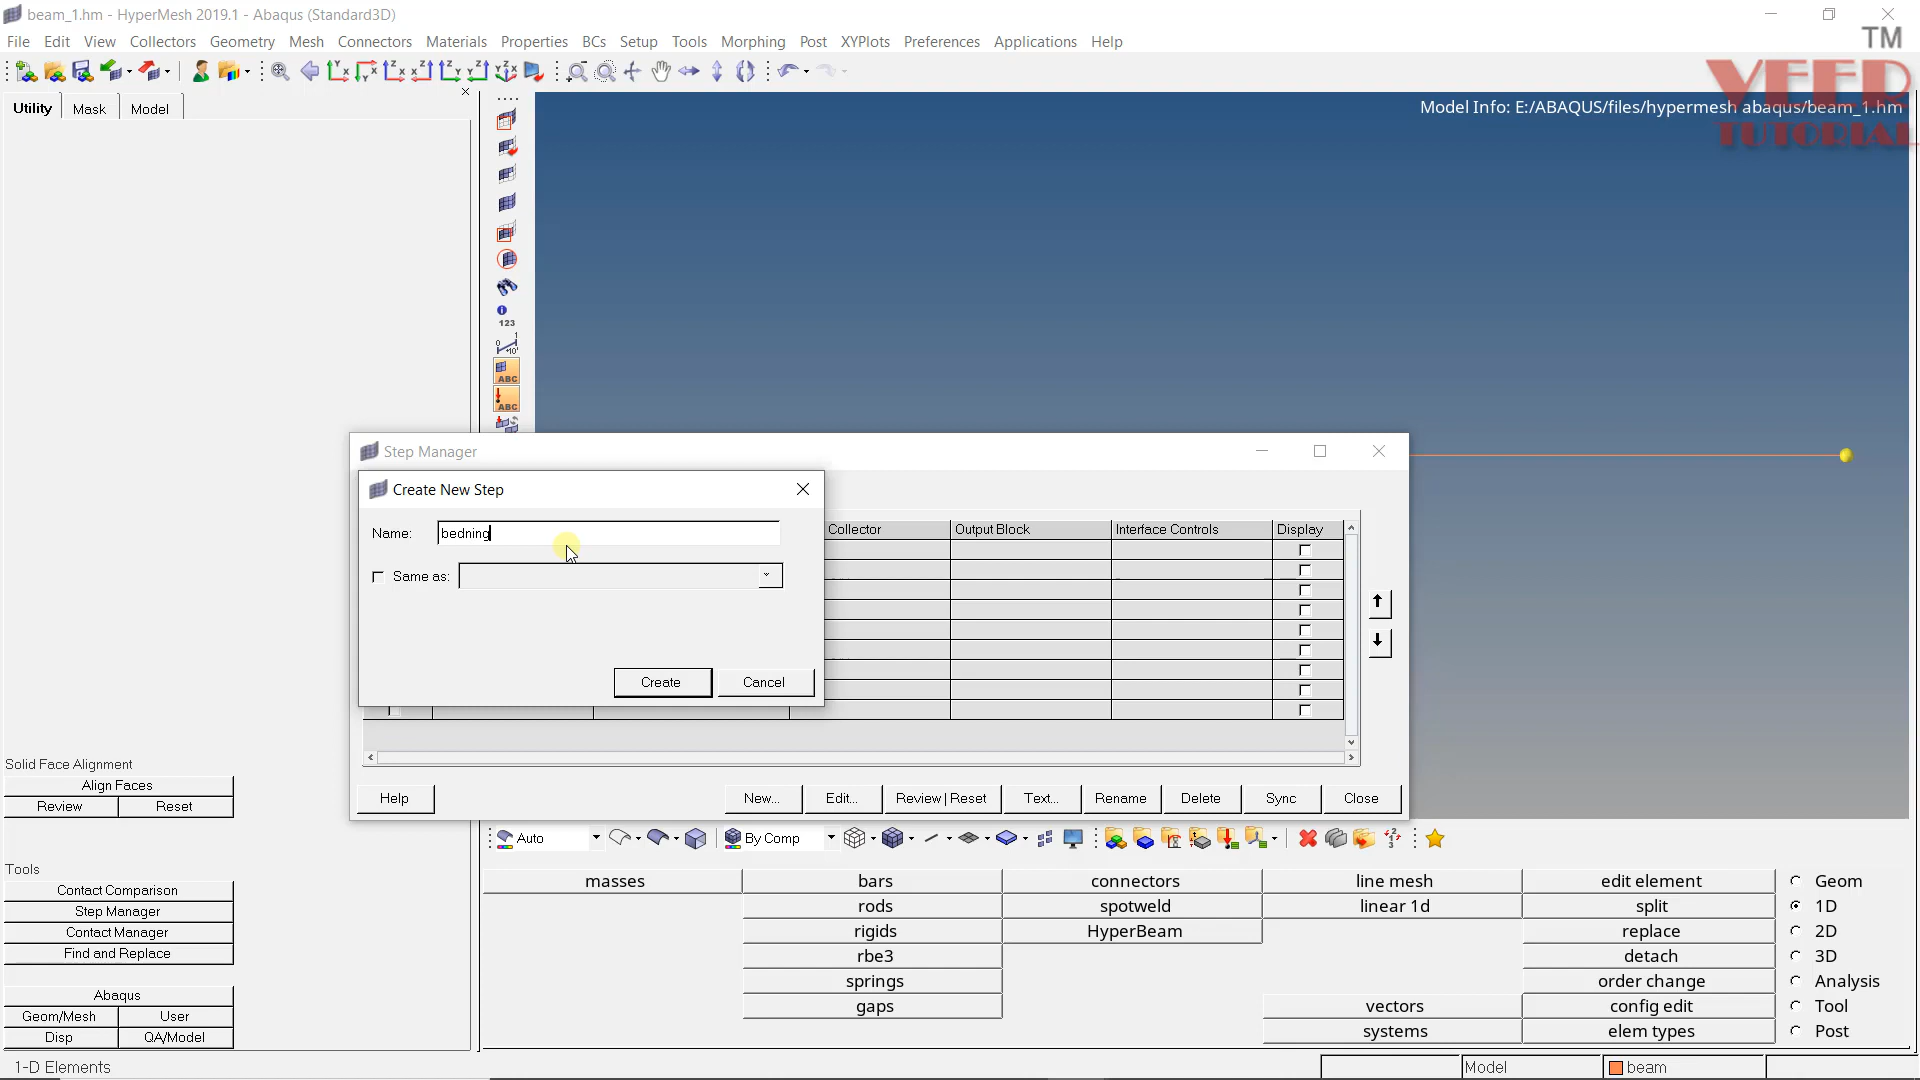 beam_1.hm - HyperMesh 2019.1 - Abaqus (Standard3D)
TM
File Edit View Collectors Geometry Mesh Connectors Materials Properties BCs Setup Tools Morphing Post XYPlots Preferences Applications Help
VEER
TUTORIAL
Utility Mask Model
Model Info: E:/ABAQUS/files/hypermesh abaqus/beam_1.hm
123
ABC
ABC
Step Manager
Create New Step
Name: bedning
Collector Output Block Interface Controls Display
Same as:
Create Cancel
Help New... Edit... Review | Reset Text... Rename Delete Sync Close
Solid Face Alignment
Align Faces
Review Reset
Auto By Comp
Tools
Contact Comparison
Step Manager
Contact Manager
Find and Replace
Abaqus
Geom/Mesh User
Disp QA/Model
masses bars connectors line mesh edit element Geom
rods spotweld linear 1d split 1D
rigids HyperBeam replace 2D
rbe3 detach 3D
springs order change Analysis
gaps vectors config edit Tool
systems elem types Post
1-D Elements Model beam